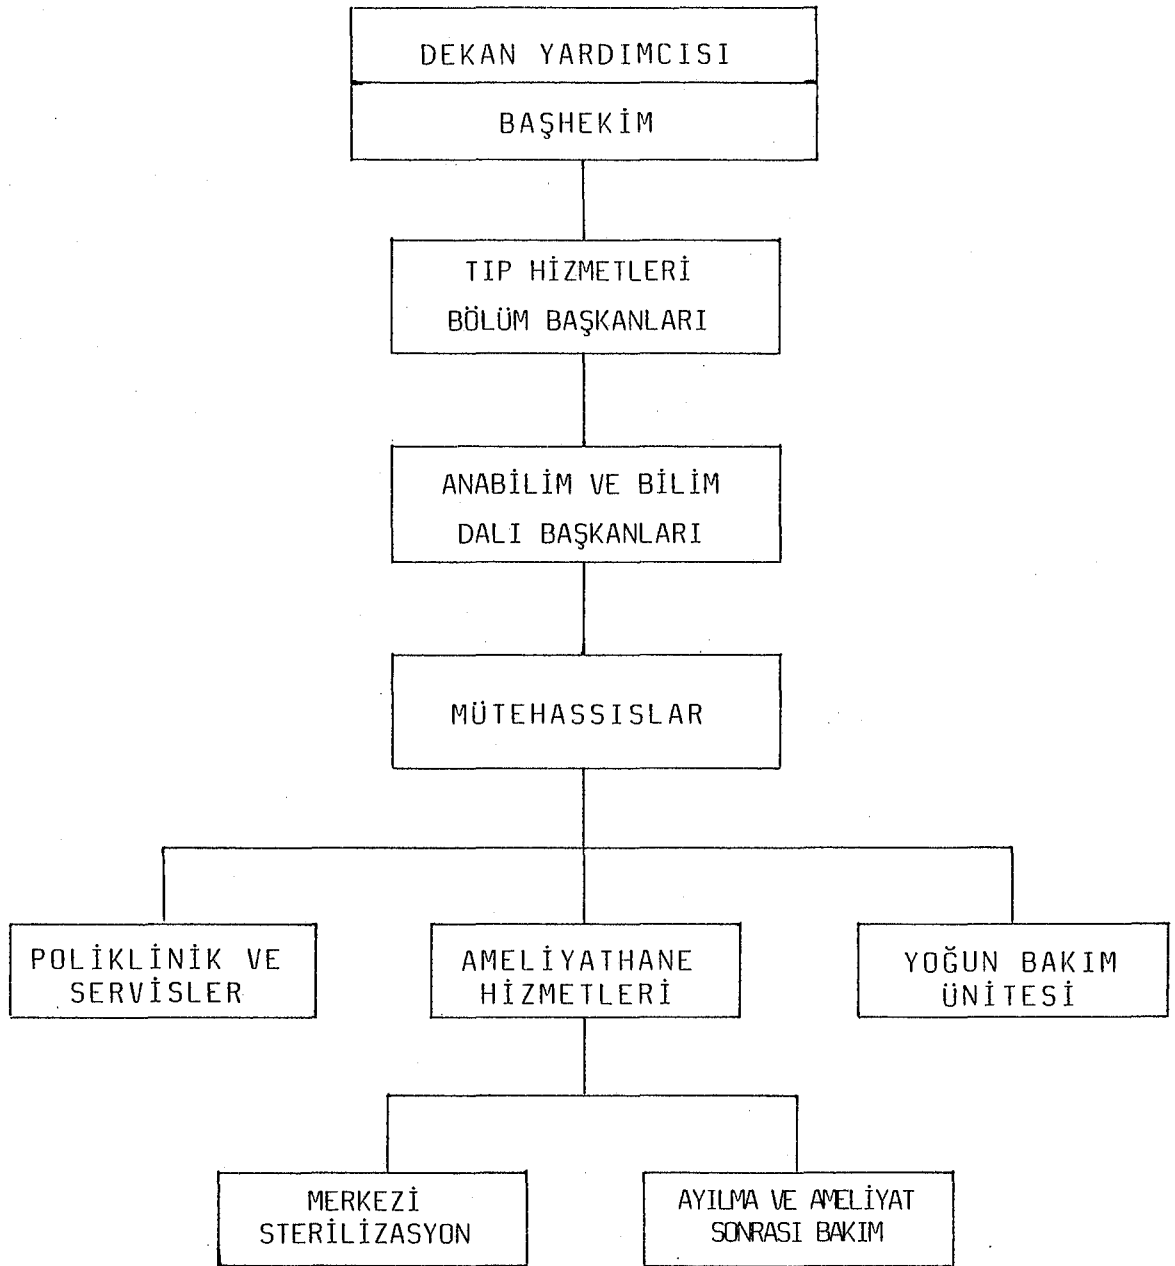 DEKAN YARDIMCISI
BAŞHEKİM
TIP HİZMETLERİ
BÖLÜM BAŞKANLARI
ANABİLİM VE BİLİM
DALI BAŞKANLARI
MÜTEHASSISLAR
POLİKLİNİK VE
SERVİSLER
AMELİYATHANE
HİZMETLERİ
YOĞUN BAKIM
ÜNİTESİ
MERKEZİ
STERİLİZASYON
AYILMA VE AMELİYAT
SONRASI BAKIM